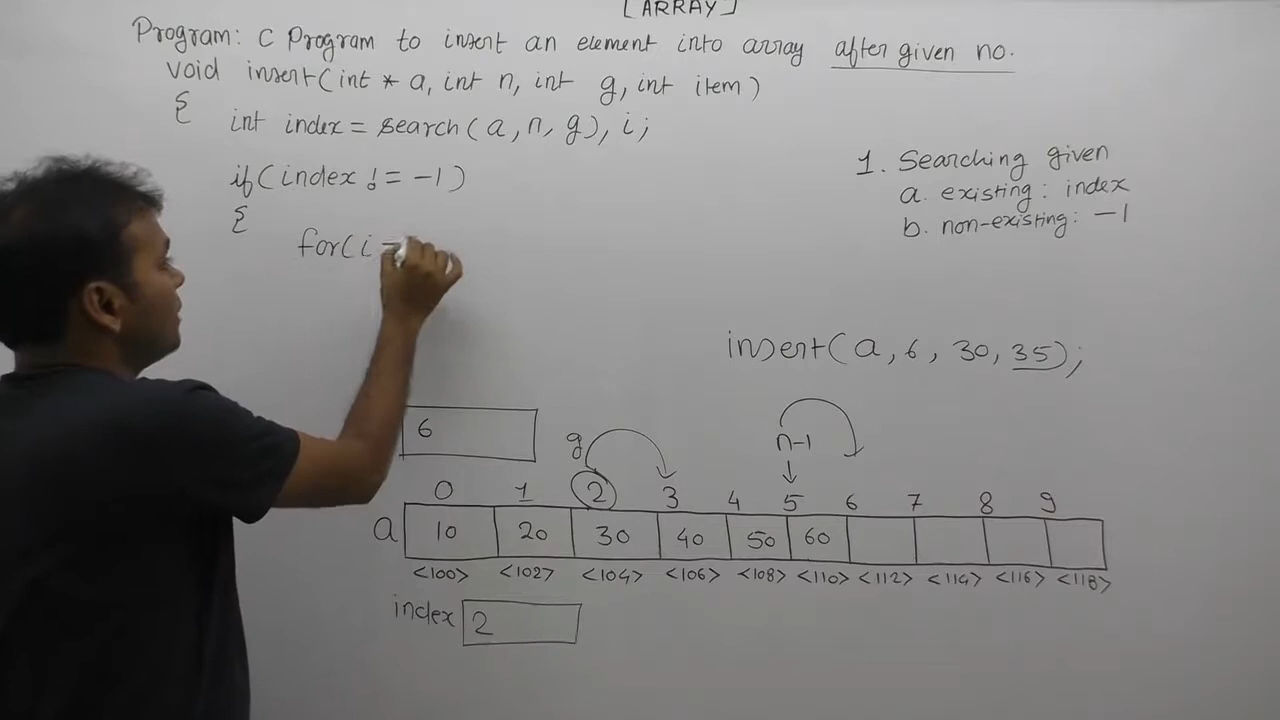 [ARRAY]
Program: C Program to insert an element into array after given no.
void insert(int * a, int n, int g, int item)
{
int index = search(a, n, g), i;
if(index != -1)
{
for(i =
1. Searching given
a. existing: index
b. non-existing: -1
insert(a, 6, 30, 35);
6
g
n-1
0 1 2 3 4 5 6 7 8 9
a 10 20 30 40 50 60
<100> <102> <104> <106> <108> <110> <112> <114> <116> <118>
index 2